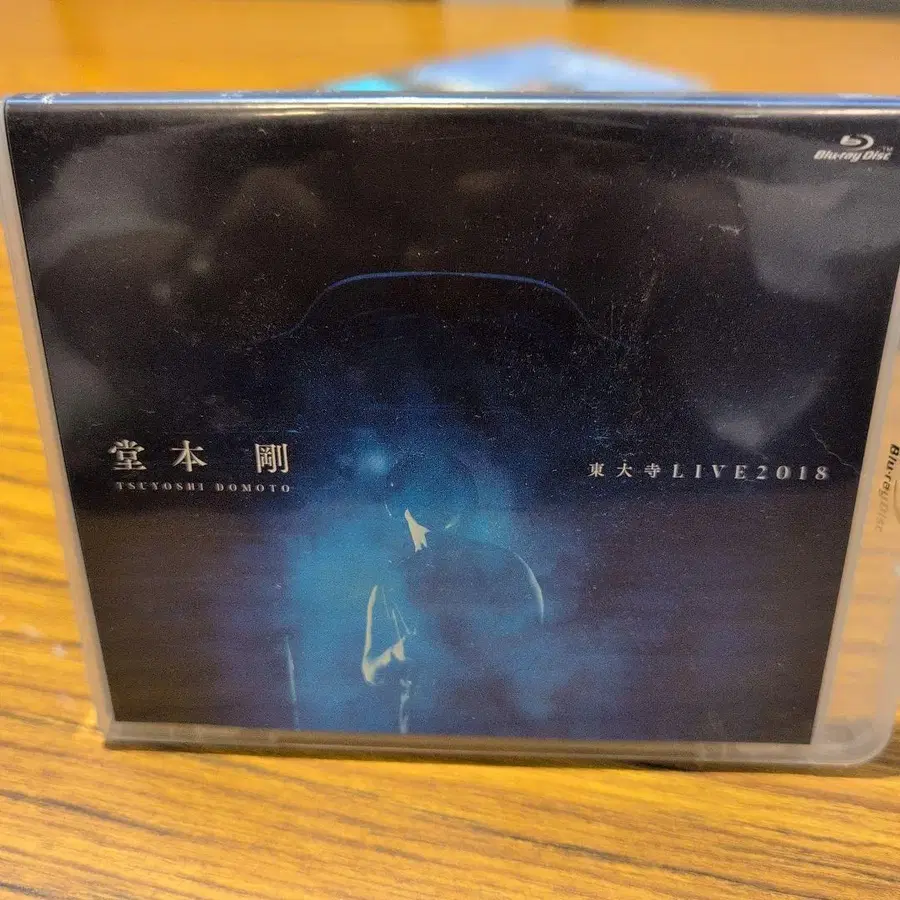 Blu-ray Disc™
堂本 剛
TSUYOSHI DOMOTO
東大寺LIVE2018
Blu-ray Disc